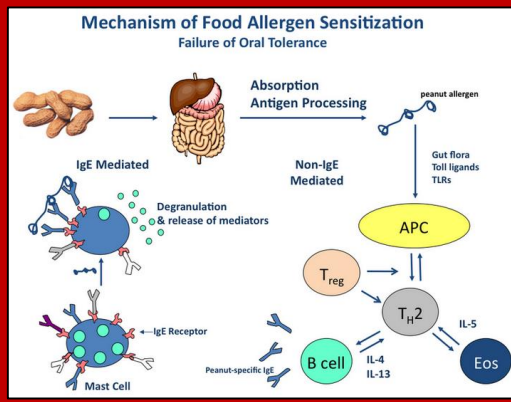 Mechanism of Food Allergen Sensitization
Failure of Oral Tolerance
Absorption
Antigen Processing
peanut allergen
IgE Mediated
Non-IgE
Mediated
Gut flora
Toll ligands
TLRs
Degranulation
& release of mediators
APC
Treg
TH2
IL-5
IgE Receptor
B cell
IL-4
IL-13
Eos
Peanut-specific IgE
Mast Cell